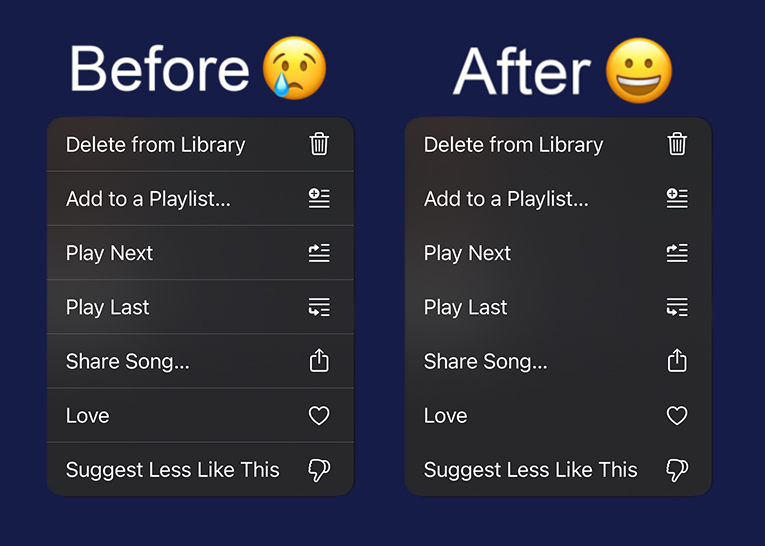 Before 😢
After 😀
Delete from Library
Add to a Playlist...
Play Next
Play Last
Share Song...
Love
Suggest Less Like This
Delete from Library
Add to a Playlist...
Play Next
Play Last
Share Song...
Love
Suggest Less Like This